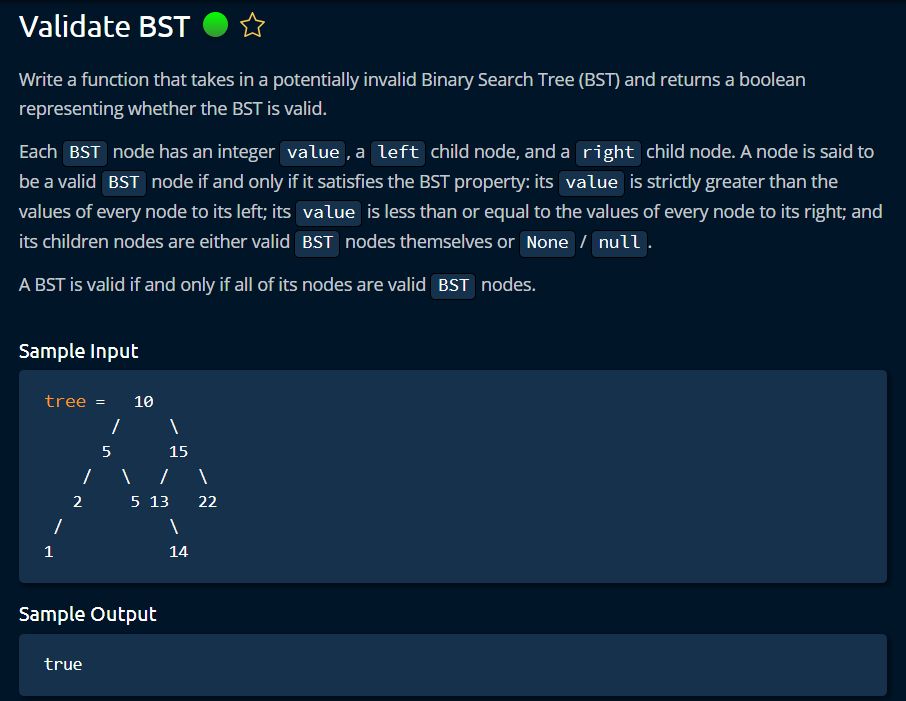 Validate BST
Write a function that takes in a potentially invalid Binary Search Tree (BST) and returns a boolean
representing whether the BST is valid.
Each BST node has an integer value, a left child node, and a right child node. A node is said to
be a valid BST node if and only if it satisfies the BST property: its value is strictly greater than the
values of every node to its left; its value is less than or equal to the values of every node to its right; and
its children nodes are either valid BST nodes themselves or None / null.
A BST is valid if and only if all of its nodes are valid BST nodes.
Sample Input
tree =   10
       /     \
      5      15
    /   \   /   \
   2     5 13   22
 /           \
1            14
Sample Output
true